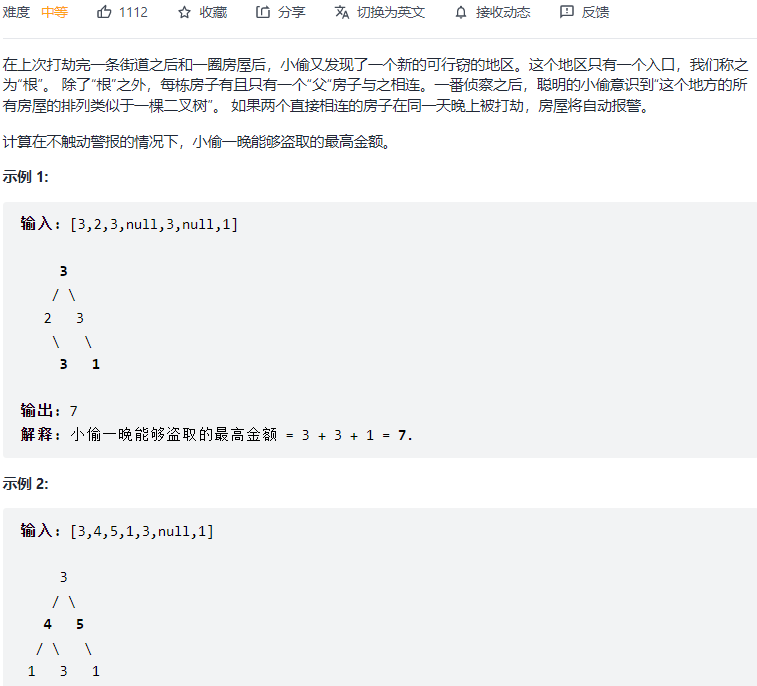 难度 中等 1112 收藏 分享 切换为英文 接收动态 反馈
在上次打劫完一条街道之后和一圈房屋后，小偷又发现了一个新的可行窃的地区。这个地区只有一个入口，我们称之
为“根”。 除了“根”之外，每栋房子有且只有一个“父“房子与之相连。一番侦察之后，聪明的小偷意识到“这个地方的所
有房屋的排列类似于一棵二叉树”。 如果两个直接相连的房子在同一天晚上被打劫，房屋将自动报警。
计算在不触动警报的情况下，小偷一晚能够盗取的最高金额。
示例 1:
输入: [3,2,3,null,3,null,1]
3
/ \
2 3
\ \
3 1
输出: 7
解释: 小偷一晚能够盗取的最高金额 = 3 + 3 + 1 = 7.
示例 2:
输入: [3,4,5,1,3,null,1]
3
/ \
4 5
/ \ \
1 3 1